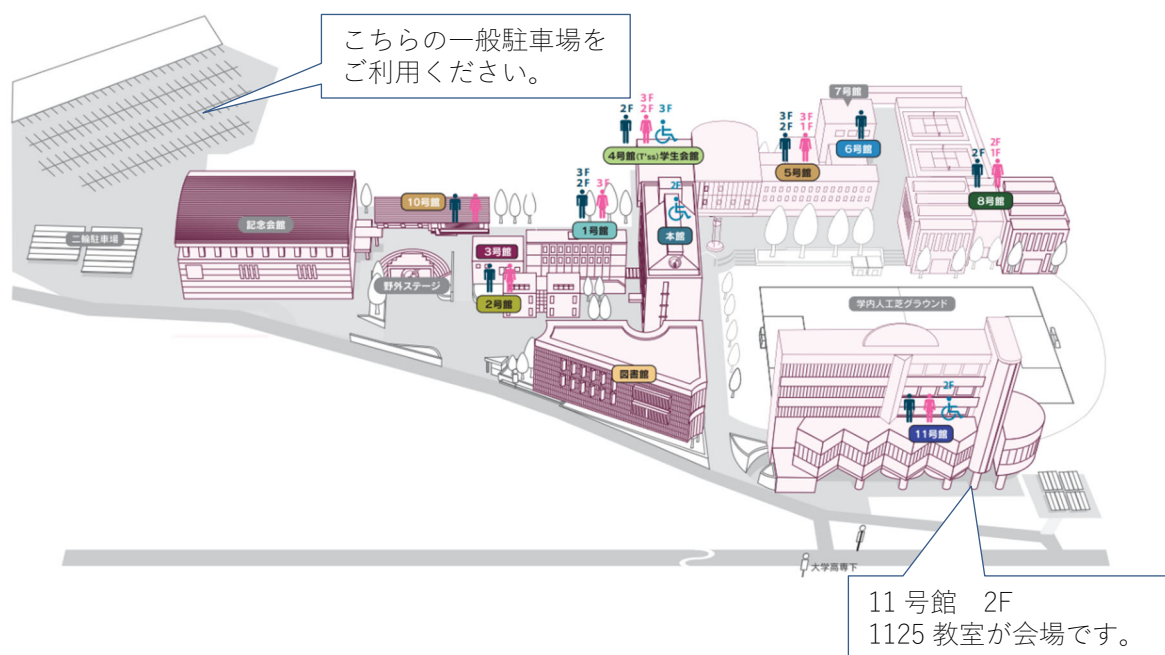 こちらの一般駐車場を
ご利用ください。
7号館
3F
2F 2F 3F
3F
2F
3F
1F
6号館
4号館(T'ss)学生会館
5号館
2F
2F
1F
8号館
3F
2F 3F
2F
10号館
1号館
本館
記念会館
二輪駐車場
3号館
野外ステージ
2号館
学内人工芝グラウンド
図書館
2F
11号館
大学高専下
11 号館 2F
1125 教室が会場です。